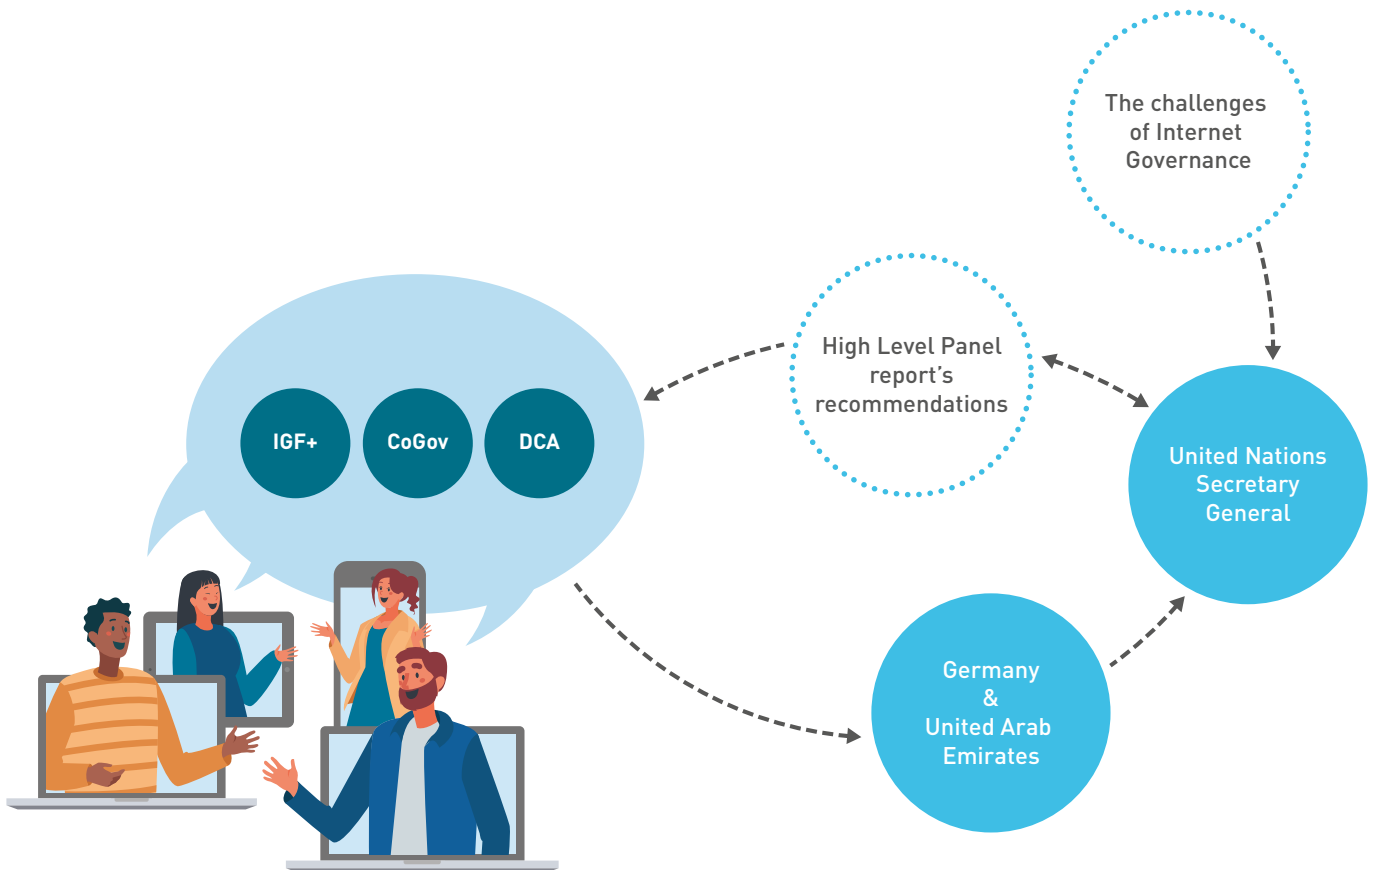 The challenges
of Internet
Governance
High Level Panel
report's
recommendations
IGF+
CoGov
DCA
United Nations
Secretary
General
Germany
&
United Arab
Emirates